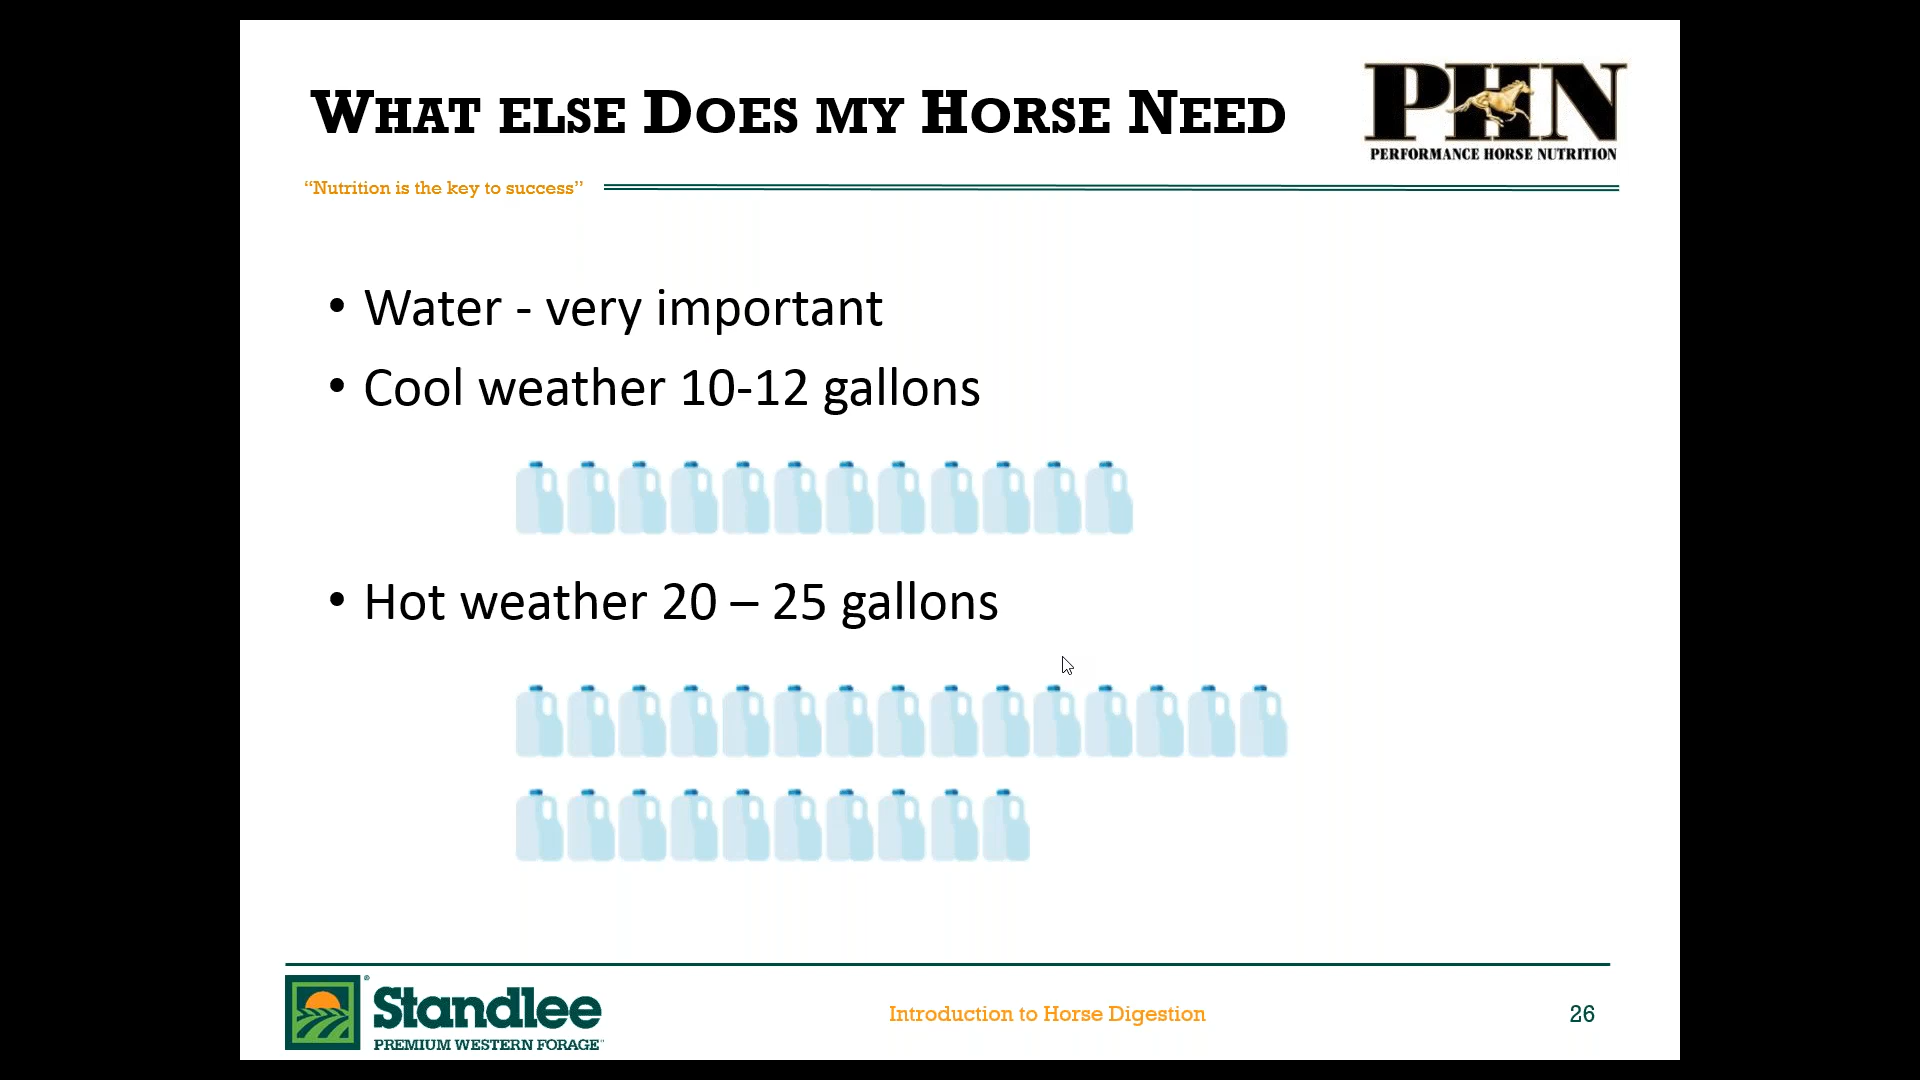 WHAT ELSE DOES MY HORSE NEED
PHN
PERFORMANCE HORSE NUTRITION
“Nutrition is the key to success”
• Water - very important
• Cool weather 10-12 gallons
• Hot weather 20 – 25 gallons
Standlee®
PREMIUM WESTERN FORAGE™
Introduction to Horse Digestion
26